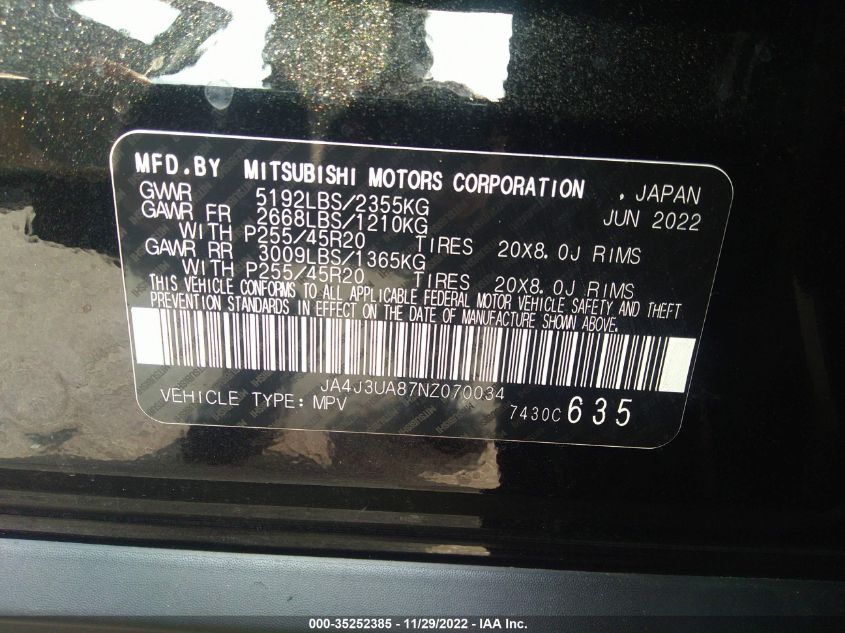 MFD.BY MITSUBISHI MOTORS CORPORATION , JAPAN
GVWR 5192LBS/2355KG JUN 2022
GAWR FR 2668LBS/1210KG
WITH P255/45R20 TIRES 20X8.0J RIMS
GAWR RR 3009LBS/1365KG
WITH P255/45R20 TIRES 20X8.0J RIMS
THIS VEHICLE CONFORMS TO ALL APPLICABLE FEDERAL MOTOR VEHICLE SAFETY AND THEFT
PREVENTION STANDARDS IN EFFECT ON THE DATE OF MANUFACTURE SHOWN ABOVE.
JA4J3UA87NZ070034
VEHICLE TYPE: MPV 7430C 635
000-35252385 - 11/29/2022 - IAA Inc.